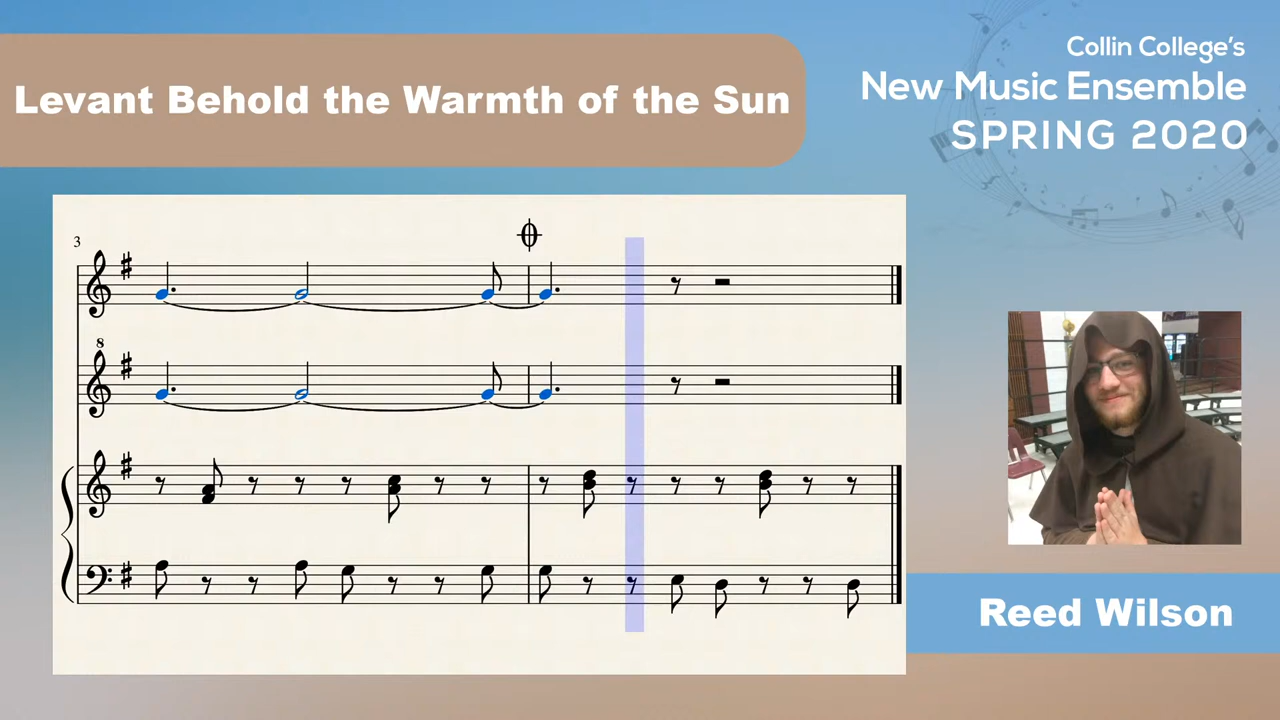 Levant Behold the Warmth of the Sun
Collin College's
New Music Ensemble
SPRING 2020
3
8
Reed Wilson